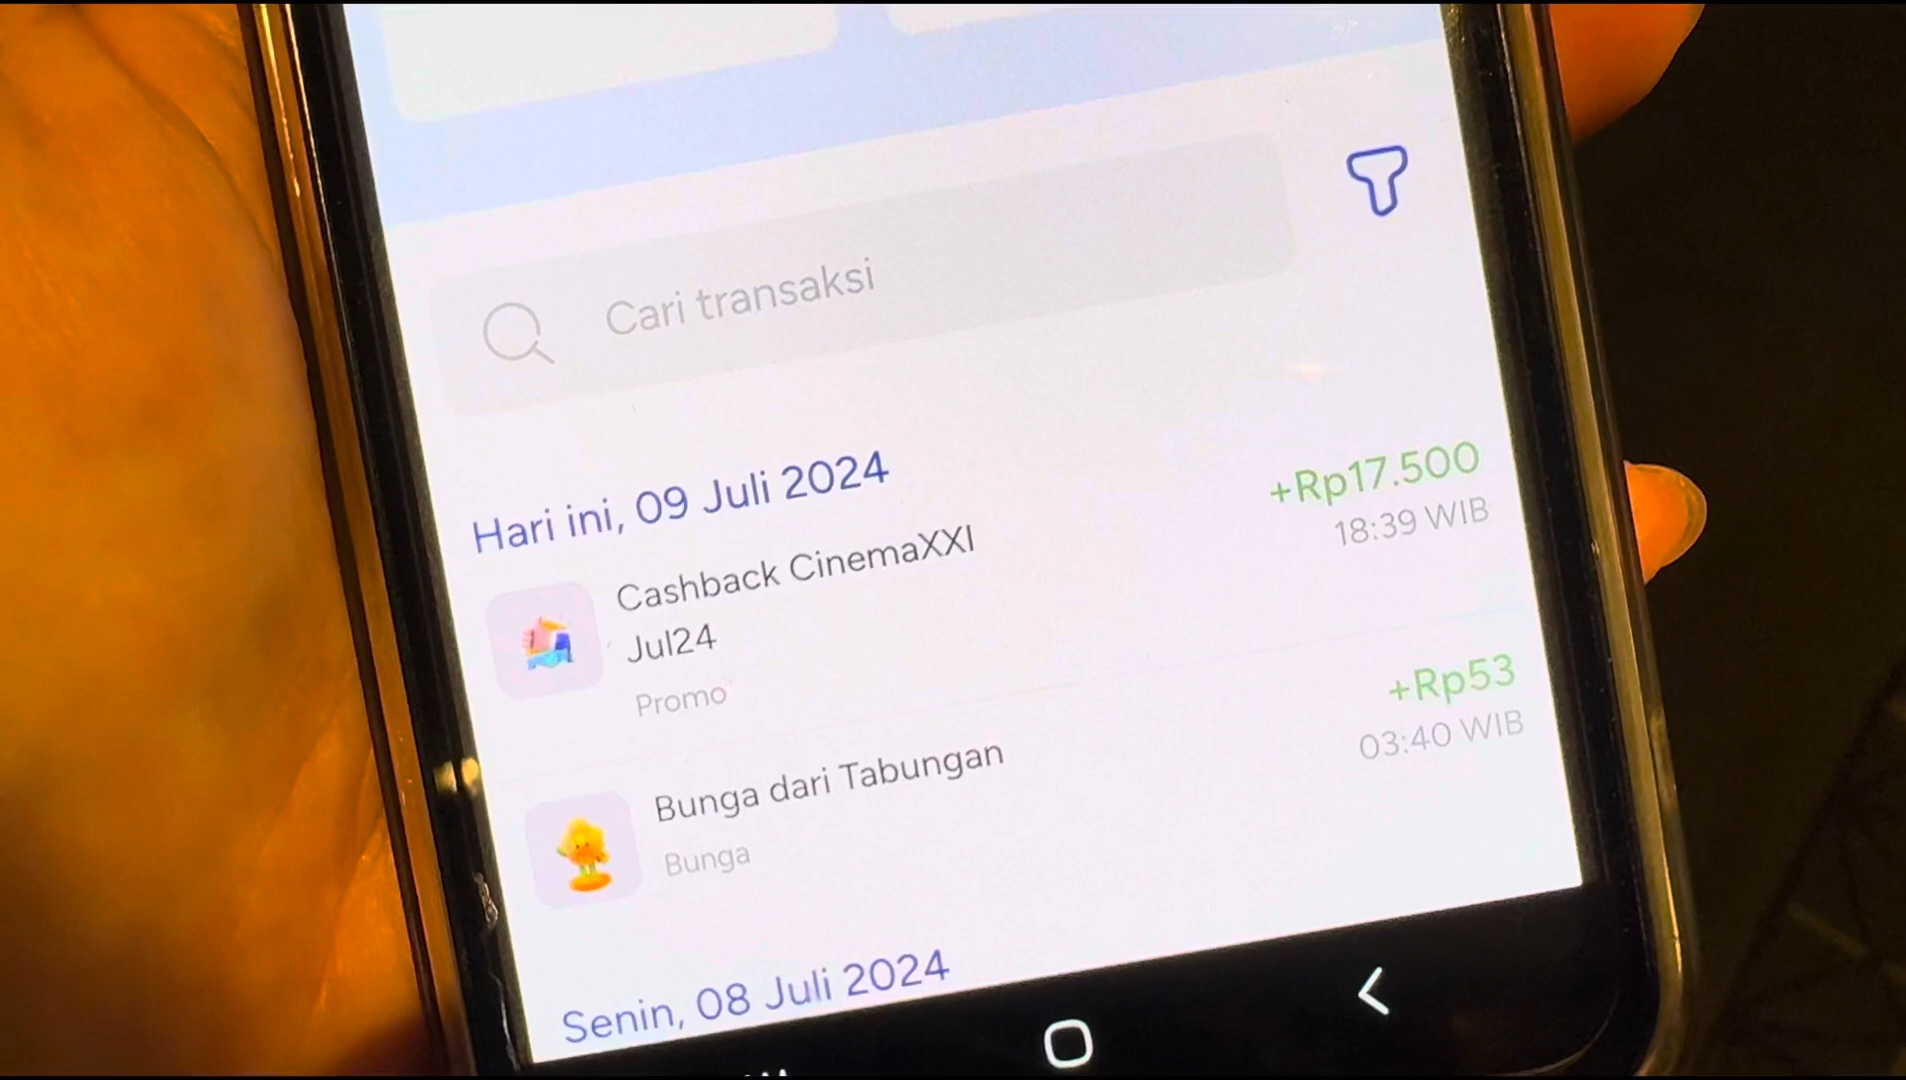 Cari transaksi
Hari ini, 09 Juli 2024
Cashback CinemaXXI
Jul24
Promo
+Rp17.500
18:39 WIB
Bunga dari Tabungan
Bunga
+Rp53
03:40 WIB
Senin, 08 Juli 2024